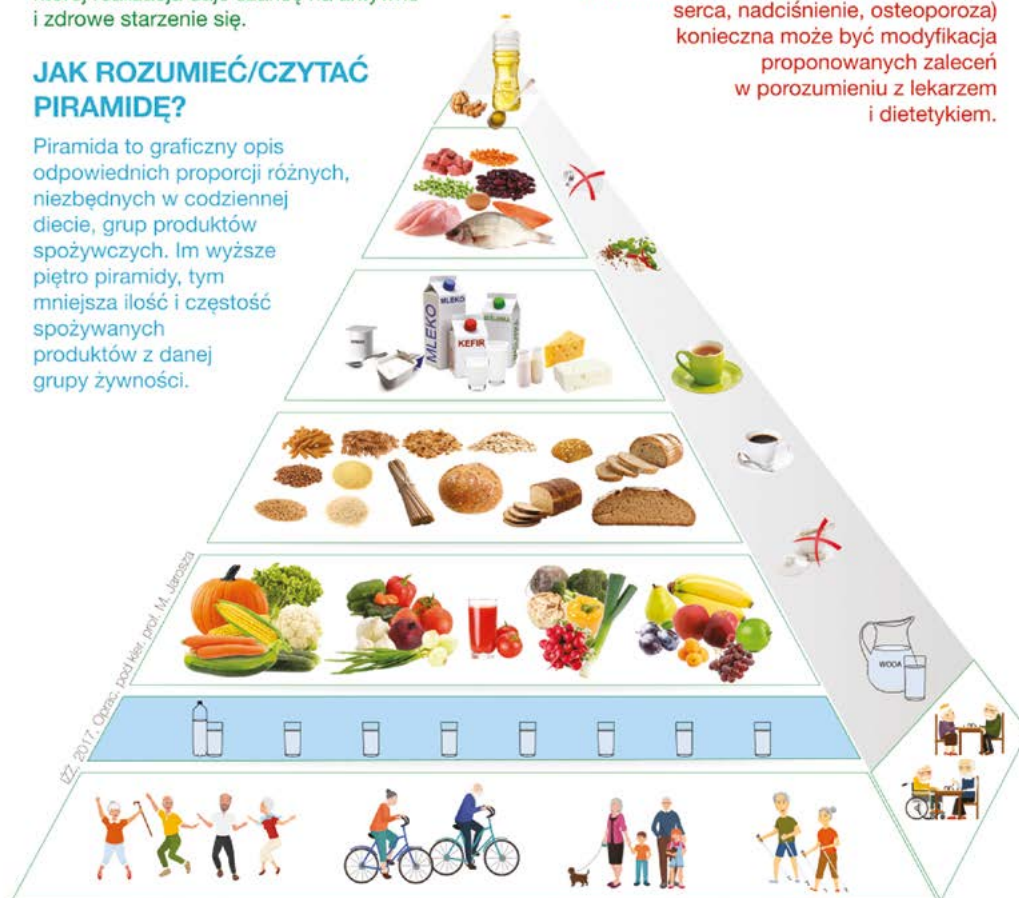 i zdrowe starzenie się.
JAK ROZUMIEĆ/CZYTAĆ
PIRAMIDĘ?
Piramida to graficzny opis
odpowiednich proporcji różnych,
niezbędnych w codziennej
diecie, grup produktów
spożywczych. Im wyższe
piętro piramidy, tym
mniejsza ilość i częstość
spożywanych
produktów z danej
grupy żywności.
serca, nadciśnienie, osteoporoza)
konieczna może być modyfikacja
proponowanych zaleceń
w porozumieniu z lekarzem
i dietetykiem.
MLEKO
MLEKO
KEFIR
IŻŻ, 2017, Oprac. pod kier. prof. M. Jarosza
WODA